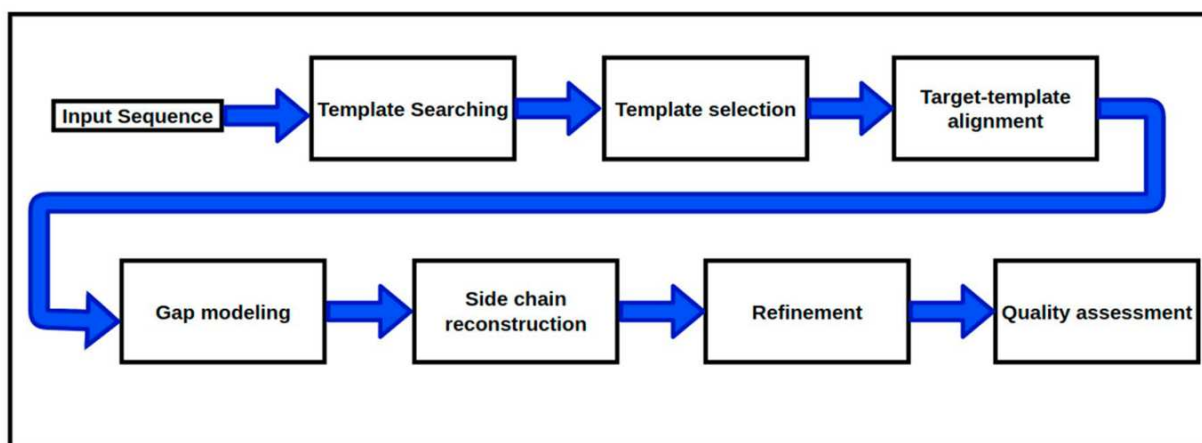 Input Sequence
Template Searching
Template selection
Target-template
alignment
Gap modeling
Side chain
reconstruction
Refinement
Quality assessment